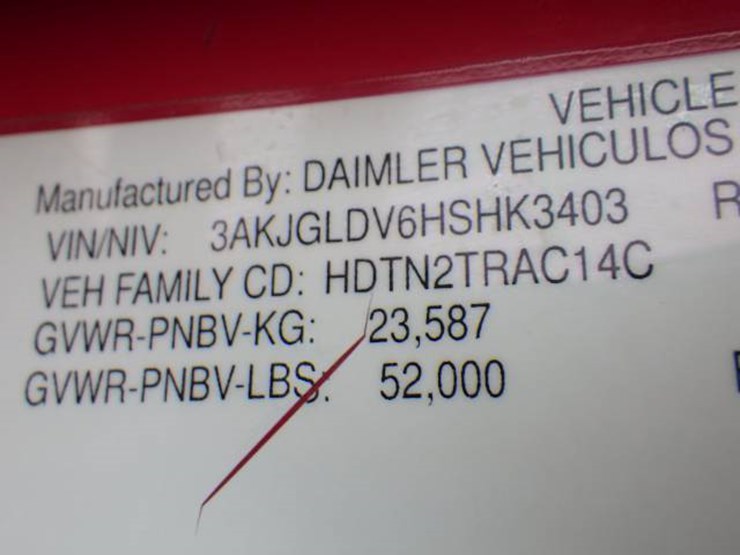 VEHICLE
Manufactured By: DAIMLER VEHICULOS
VIN/NIV: 3AKJGLDV6HSHK3403 R
VEH FAMILY CD: HDTN2TRAC14C
GVWR-PNBV-KG: 23,587
GVWR-PNBV-LBS: 52,000